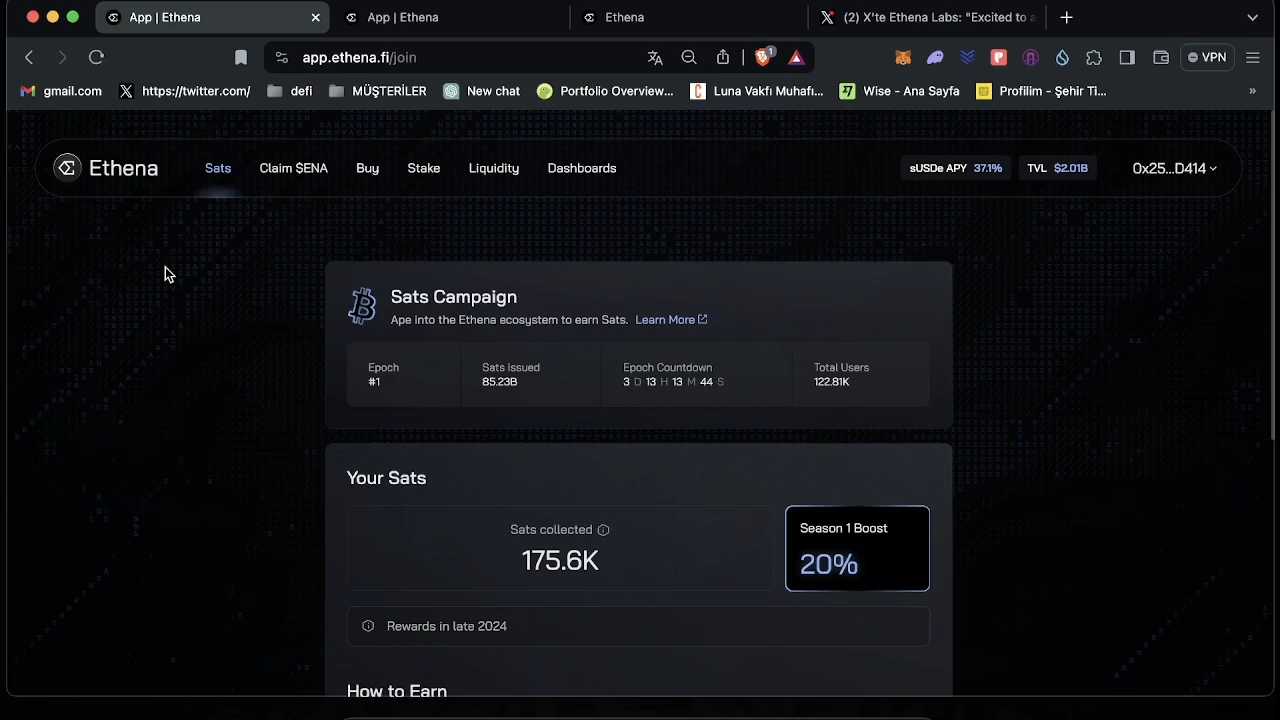 App | Ethena
App | Ethena
Ethena
(2) X'te Ethena Labs: "Excited to a
app.ethena.fi/join
1
VPN
gmail.com
https://twitter.com/
defi
MÜŞTERİLER
New chat
Portfolio Overview...
Luna Vakfı Muhafı...
Wise - Ana Sayfa
Profilim - Şehir Ti...
»
Ethena
Sats
Claim $ENA
Buy
Stake
Liquidity
Dashboards
sUSDe APY 37.1%
TVL $2.01B
0x25...D414
Sats Campaign
Ape into the Ethena ecosystem to earn Sats. Learn More
Epoch
#1
Sats Issued
85.23B
Epoch Countdown
3 D 13 H 13 M 44 S
Total Users
122.81K
Your Sats
Sats collected
175.6K
Season 1 Boost
20%
Rewards in late 2024
How to Earn